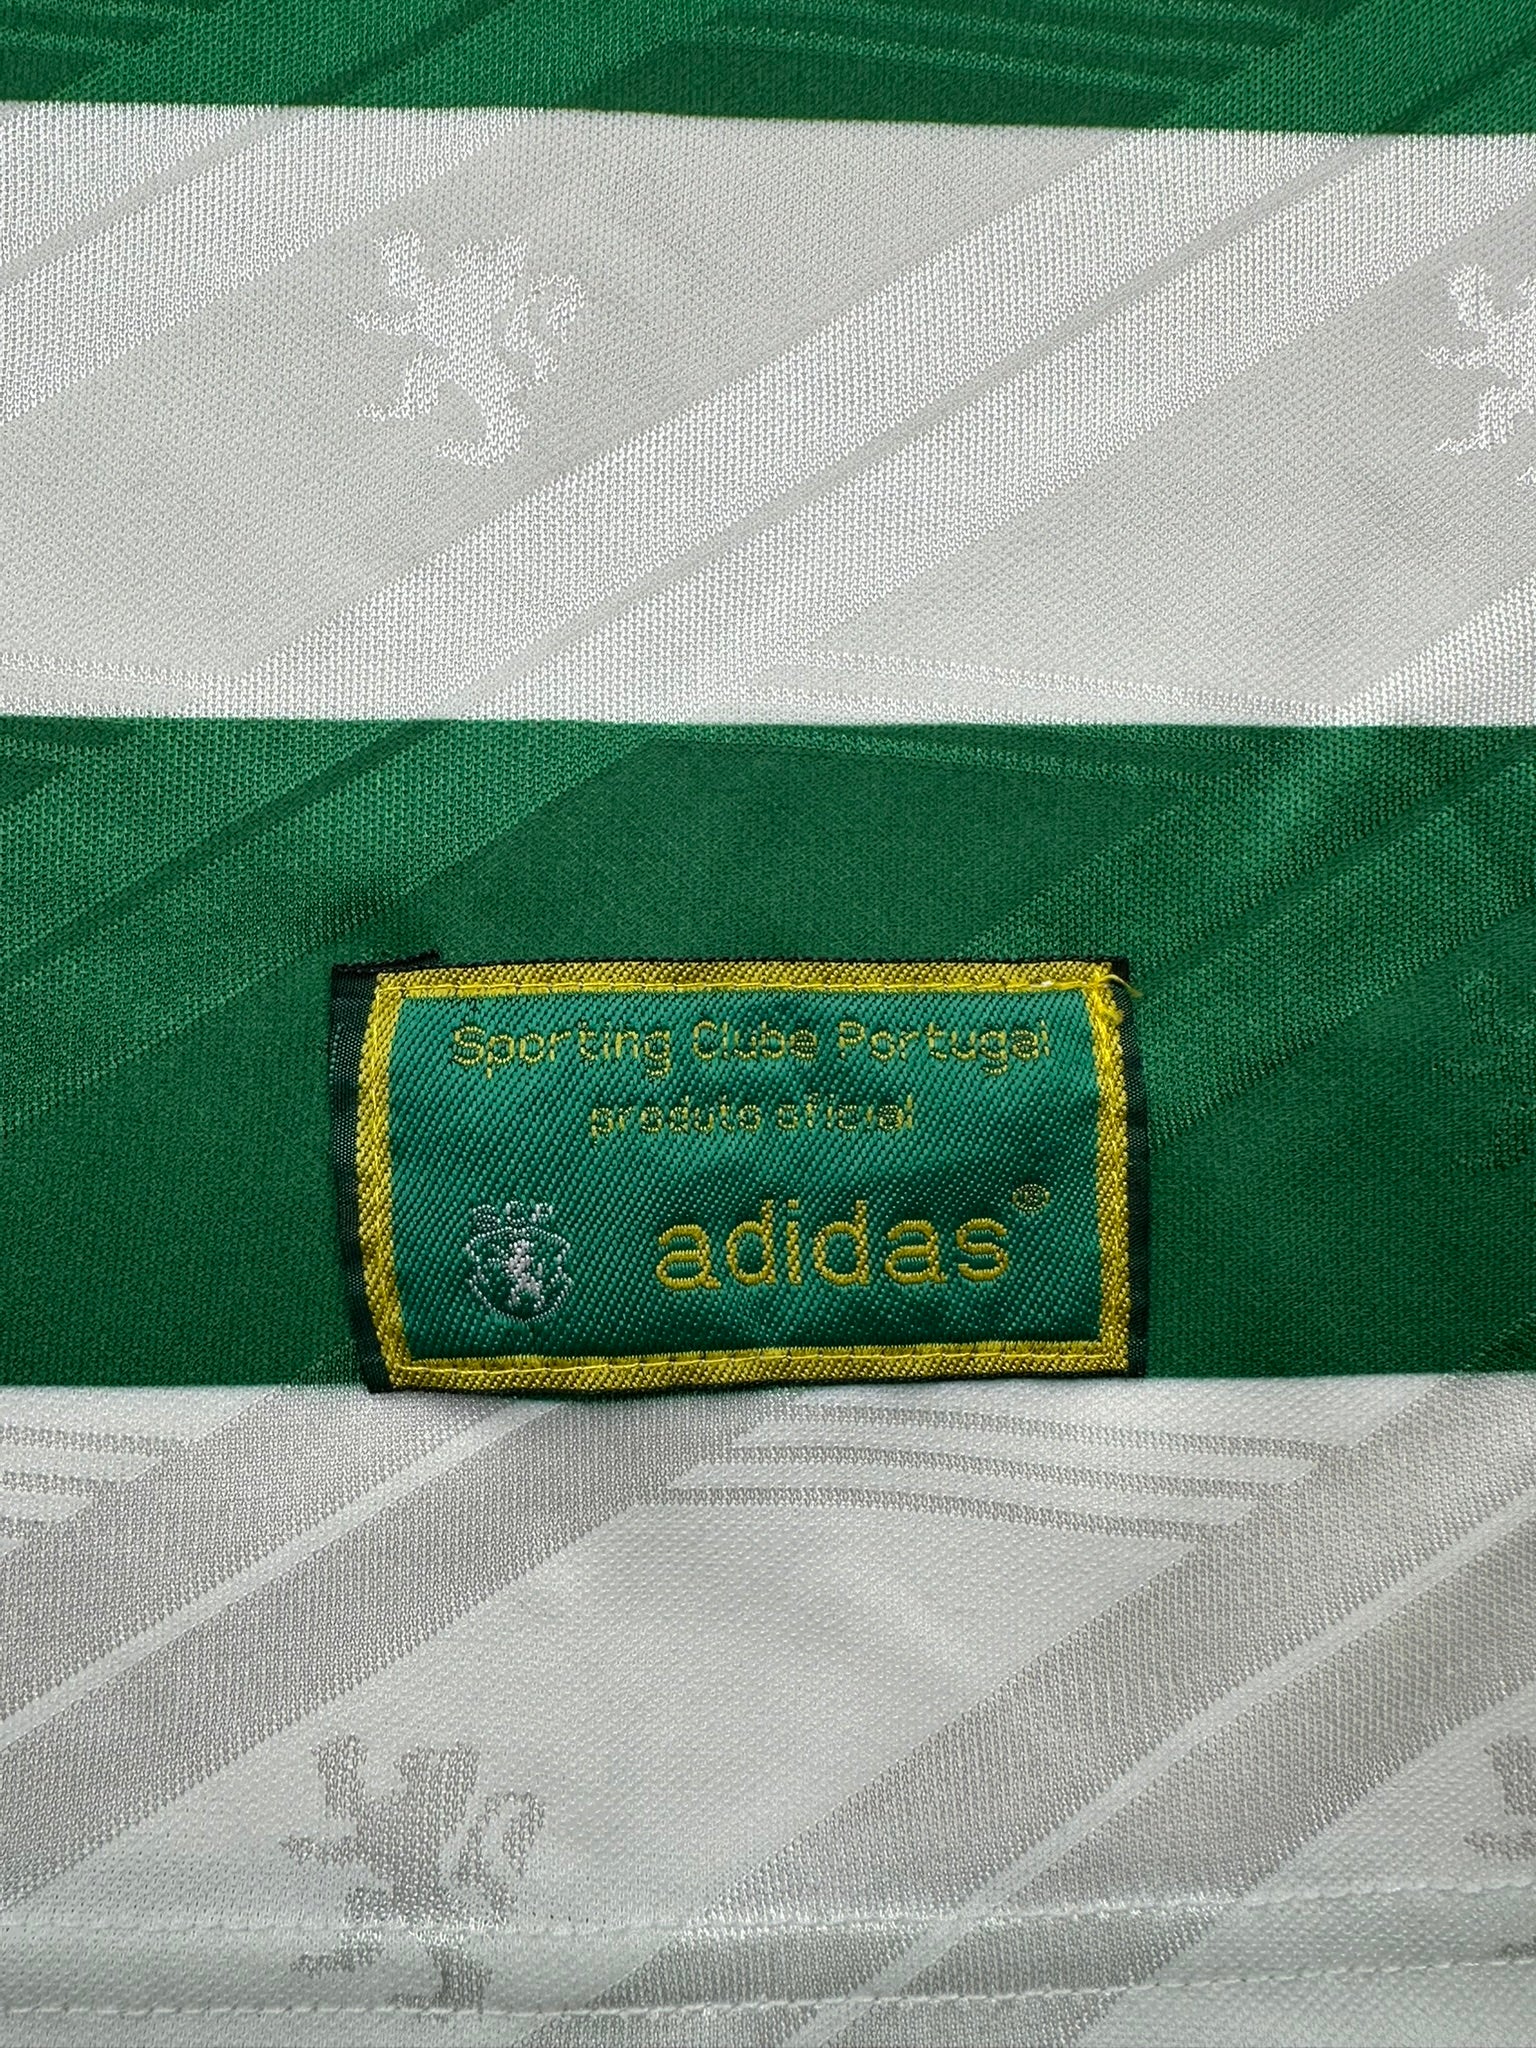 Sporting Clube Portugal
produto oficial
adidas®